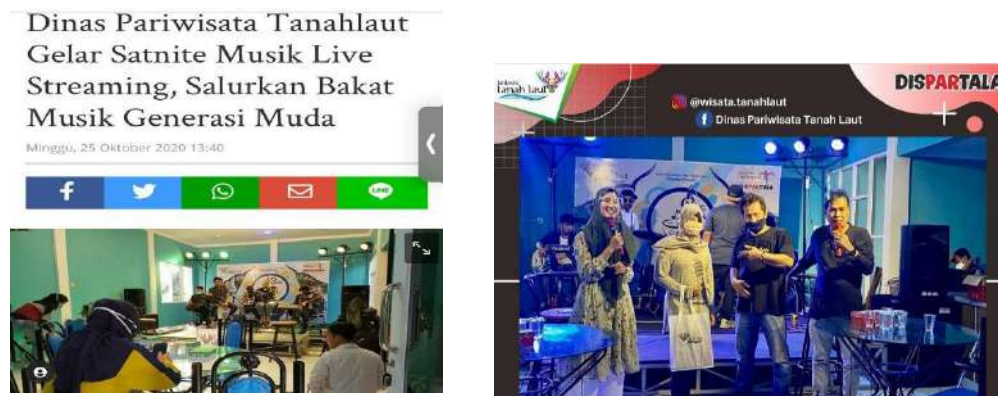 Dinas Pariwisata Tanahlaut
Gelar Satnite Musik Live
Streaming, Salurkan Bakat
Musik Generasi Muda
Minggu, 25 Oktober 2020 13:40
LINE
tanah laut
DISPARTALA
@wisata.tanahlaut
Dinas Pariwisata Tanah Laut